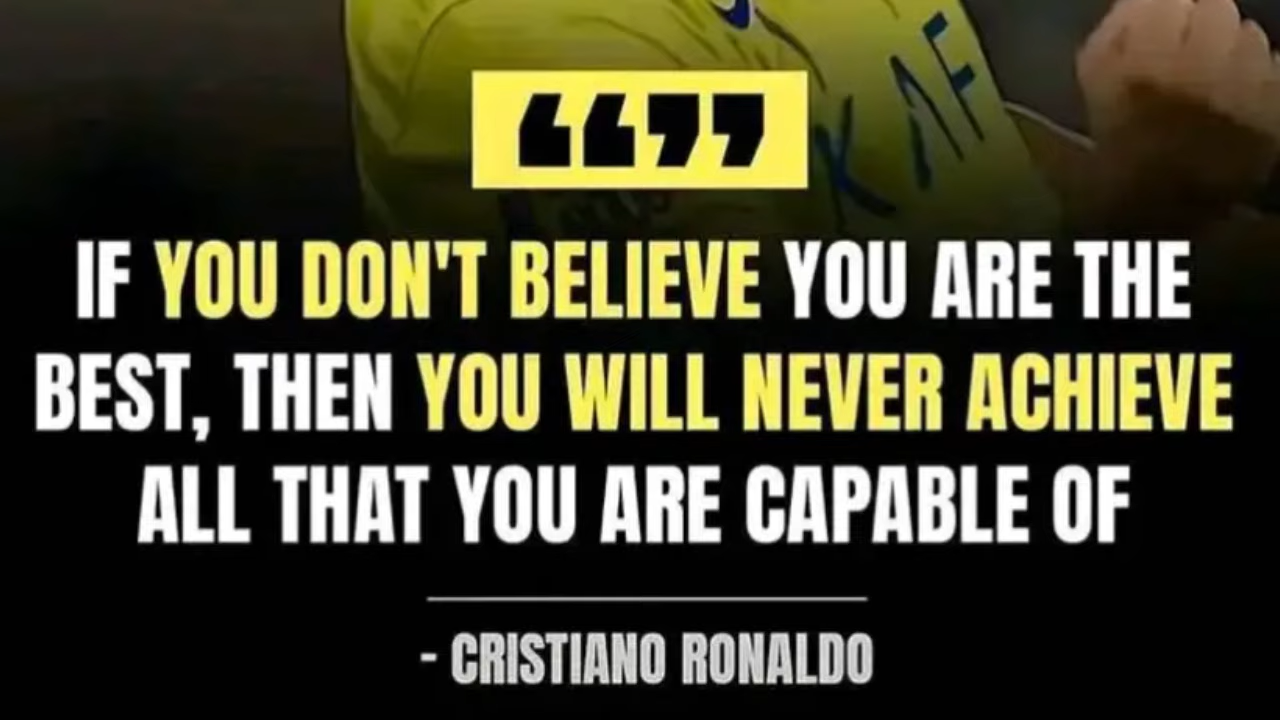 KAF
““””
IF YOU DON'T BELIEVE YOU ARE THE
BEST, THEN YOU WILL NEVER ACHIEVE
ALL THAT YOU ARE CAPABLE OF
- CRISTIANO RONALDO